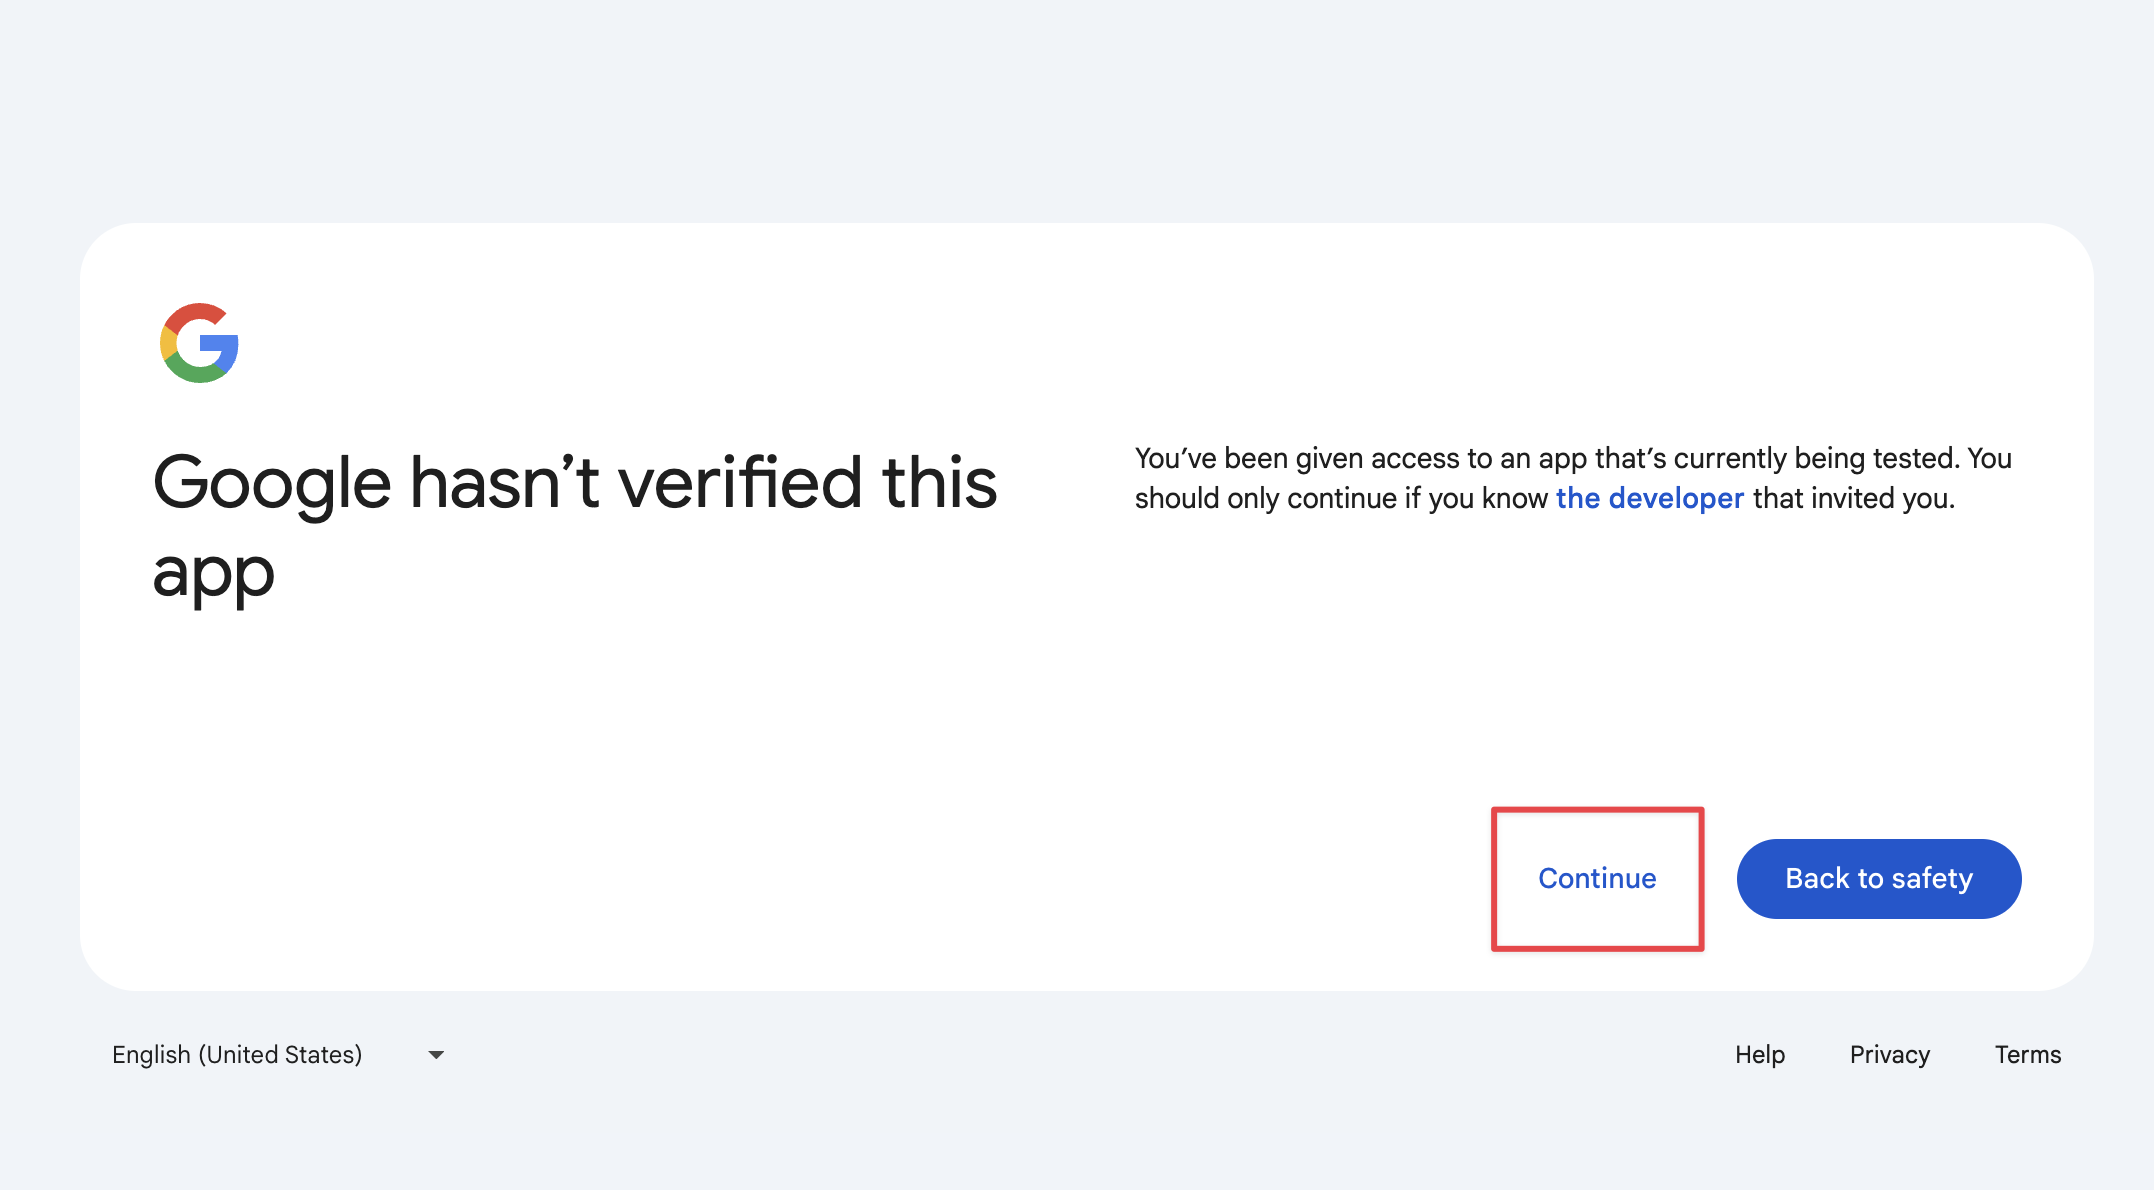 Google hasn’t verified this
app
You’ve been given access to an app that’s currently being tested. You
should only continue if you know the developer that invited you.
Continue
Back to safety
English (United States)
Help
Privacy
Terms